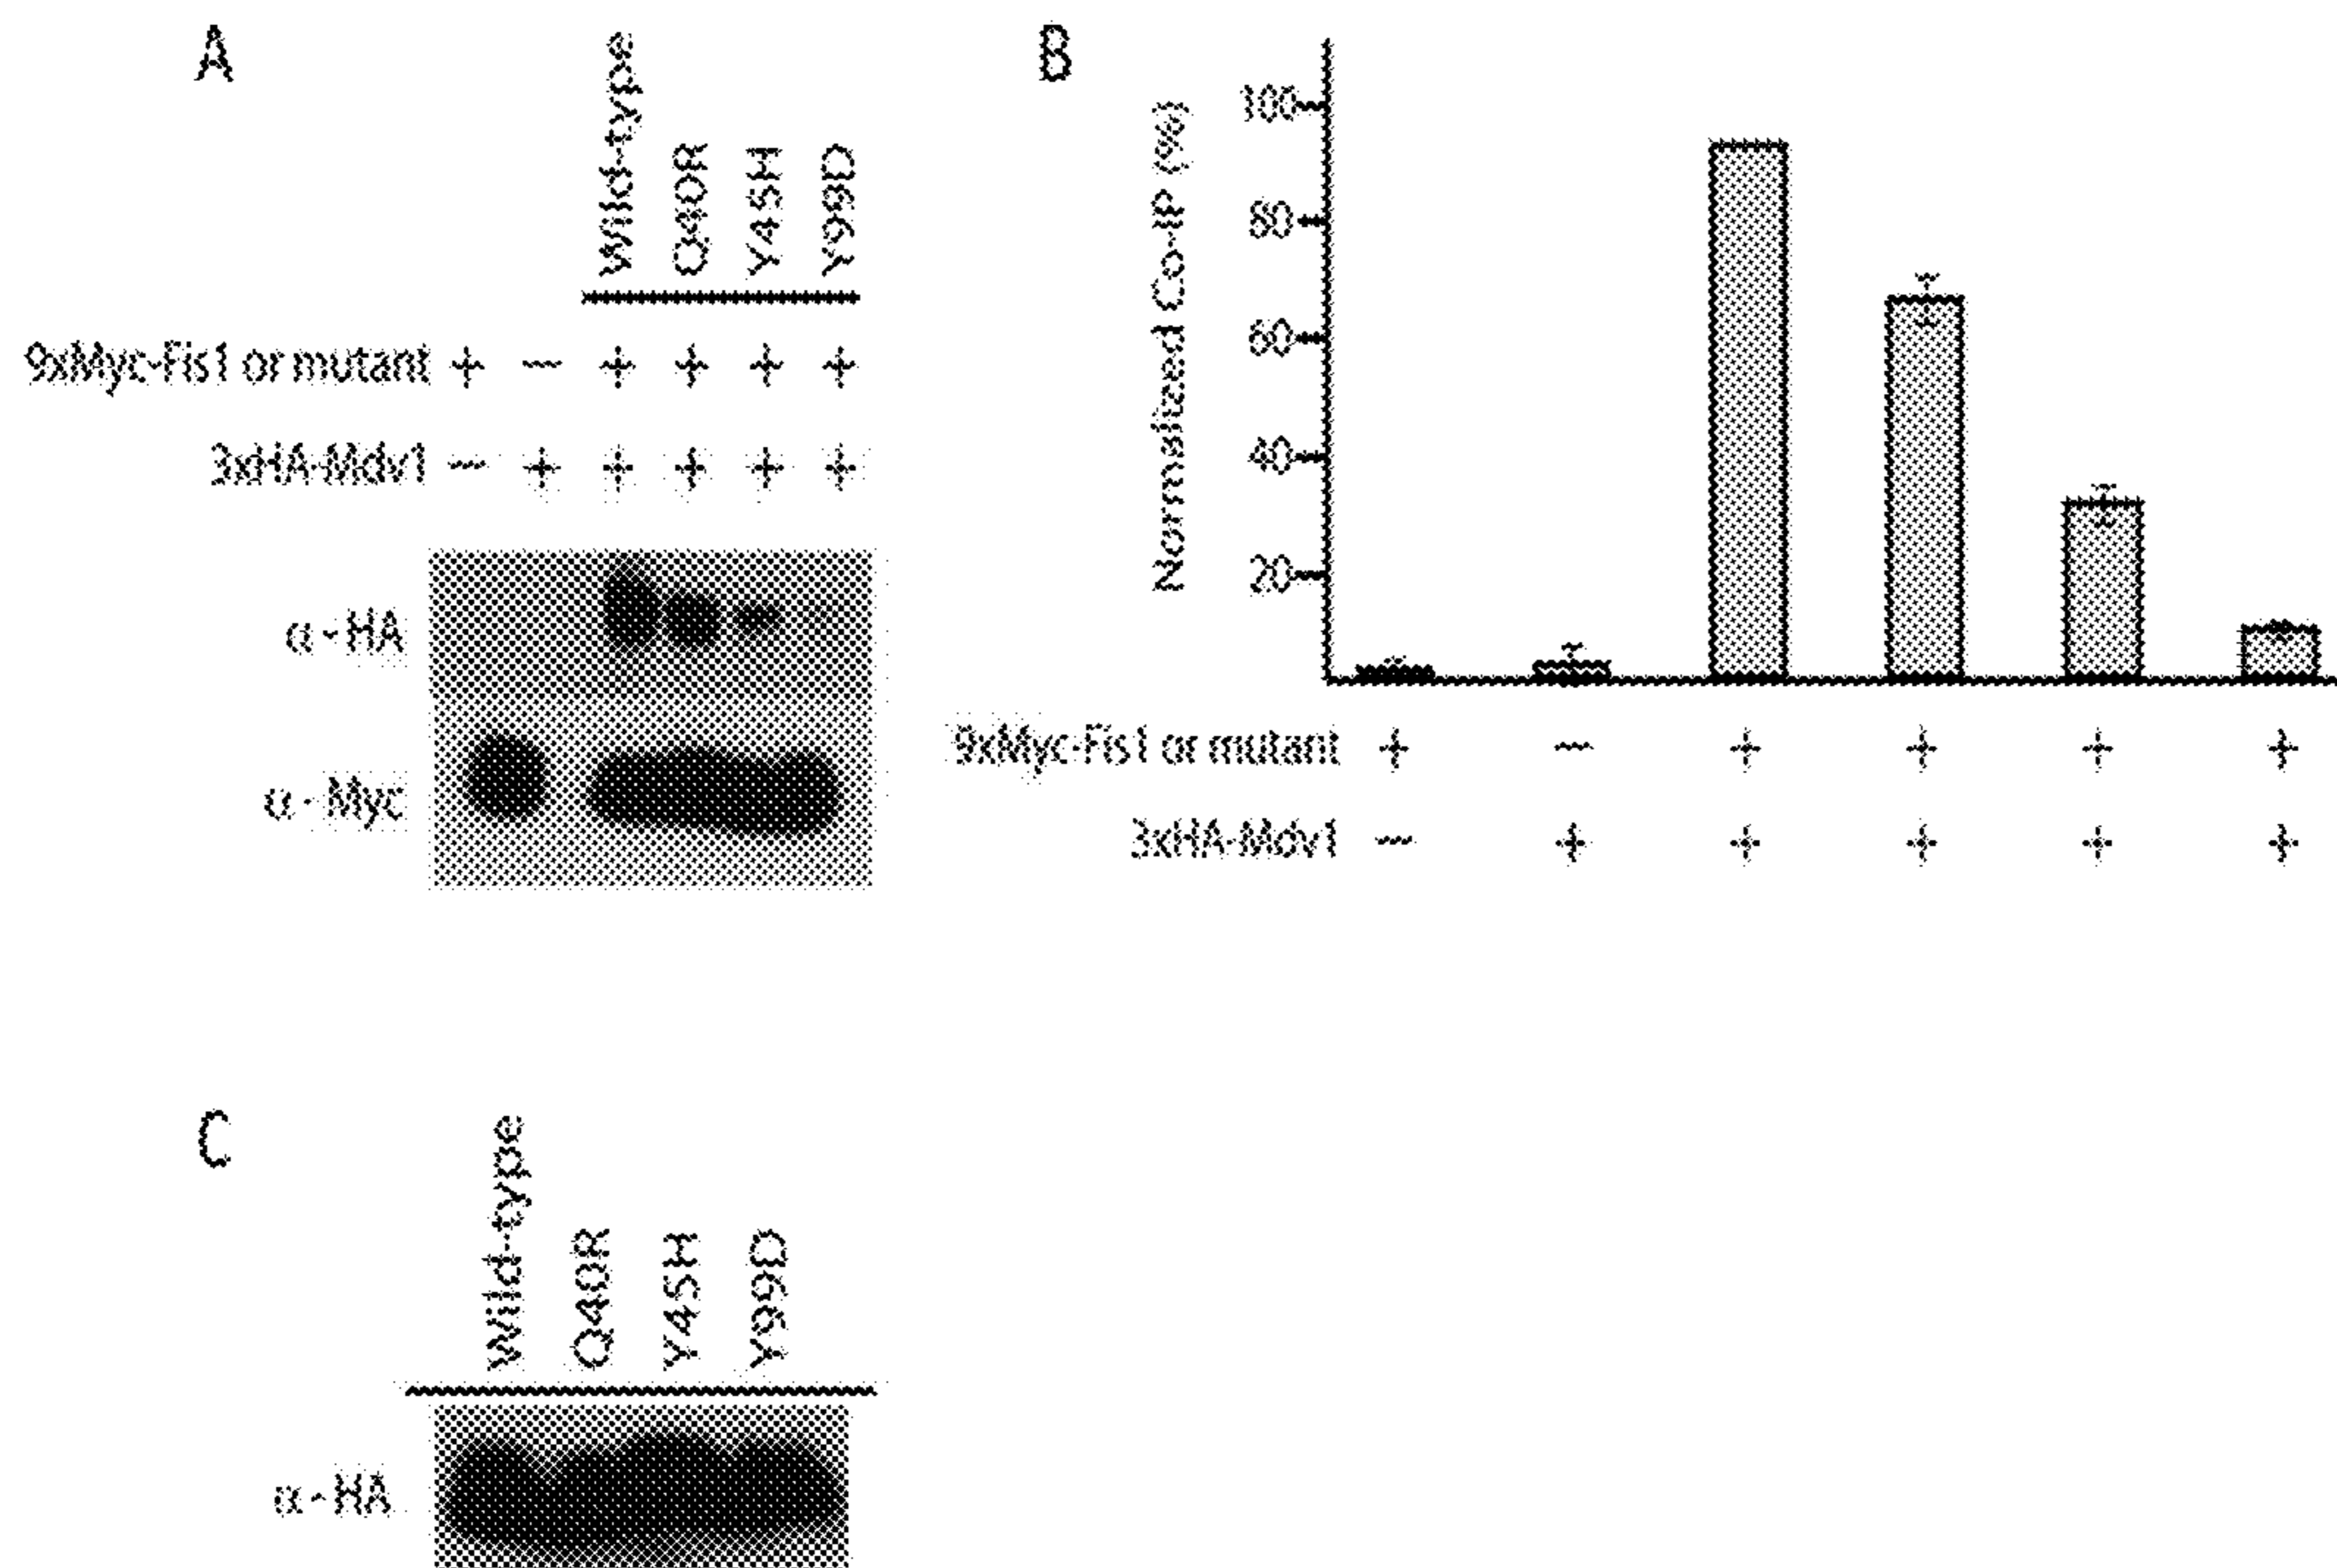 A
Wild-type
Q40R
Y45H
Y99D
9xMyc-Fis1 or mutant + − + + + +
3xHA-Mdv1 − + + + + +
α - HA
α - Myc
B
Normalized Co-IP (%)
100
80
60
40
20
9xMyc-Fis1 or mutant + − + + + +
3xHA-Mdv1 − + + + + +
C
Wild-type
Q40R
Y45H
Y99D
α - HA